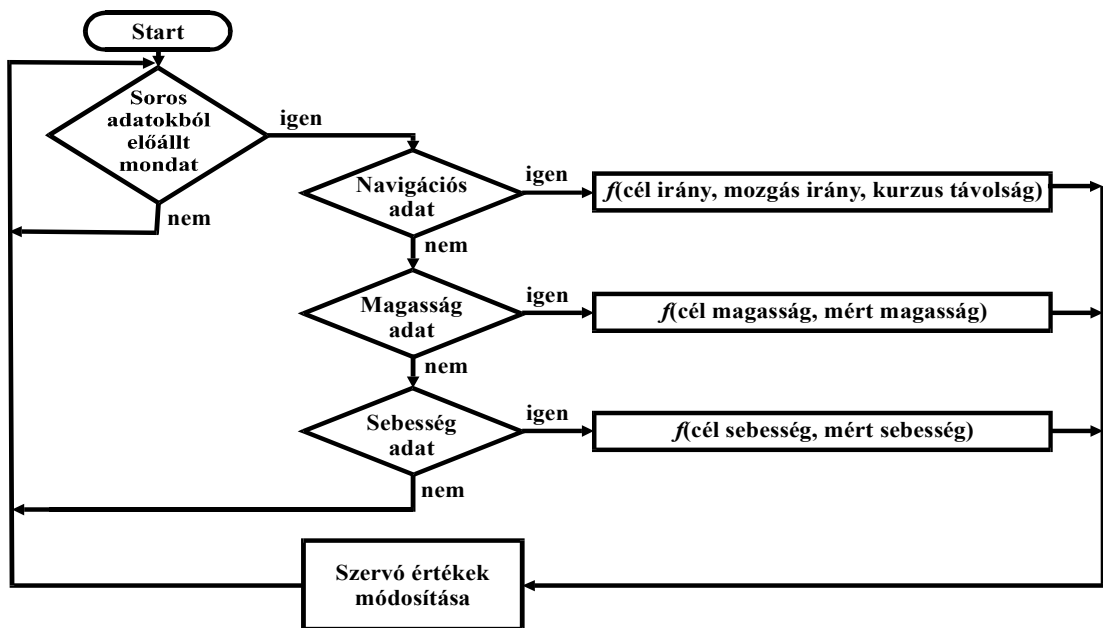 Start
Soros
adatokból
előállt
mondat
igen
nem
Navigációs
adat
igen
f(cél irány, mozgás irány, kurzus távolság)
nem
Magasság
adat
igen
f(cél magasság, mért magasság)
nem
Sebesség
adat
igen
f(cél sebesség, mért sebesség)
nem
Szervó értékek
módosítása